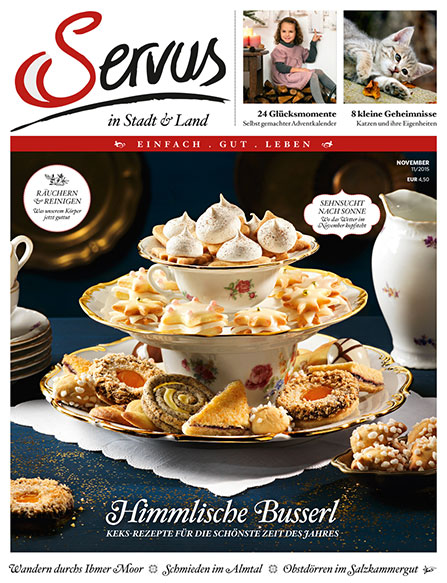 Servus
in Stadt & Land
24 Glücksmomente
Selbst gemachter Adventkalender
8 kleine Geheimnisse
Katzen und ihre Eigenheiten
EINFACH . GUT . LEBEN
NOVEMBER
11/2015
EUR 4,50
RÄUCHERN
& REINIGEN
Was unserem Körper
jetzt guttut
SEHNSUCHT
NACH SONNE
Wo das Wetter im
November kopfsteht
Himmlische Busserl
KEKS-REZEPTE FÜR DIE SCHÖNSTE ZEIT DES JAHRES
Wandern durchs Ibmer Moor Schmieden im Almtal Obstdörren im Salzkammergut